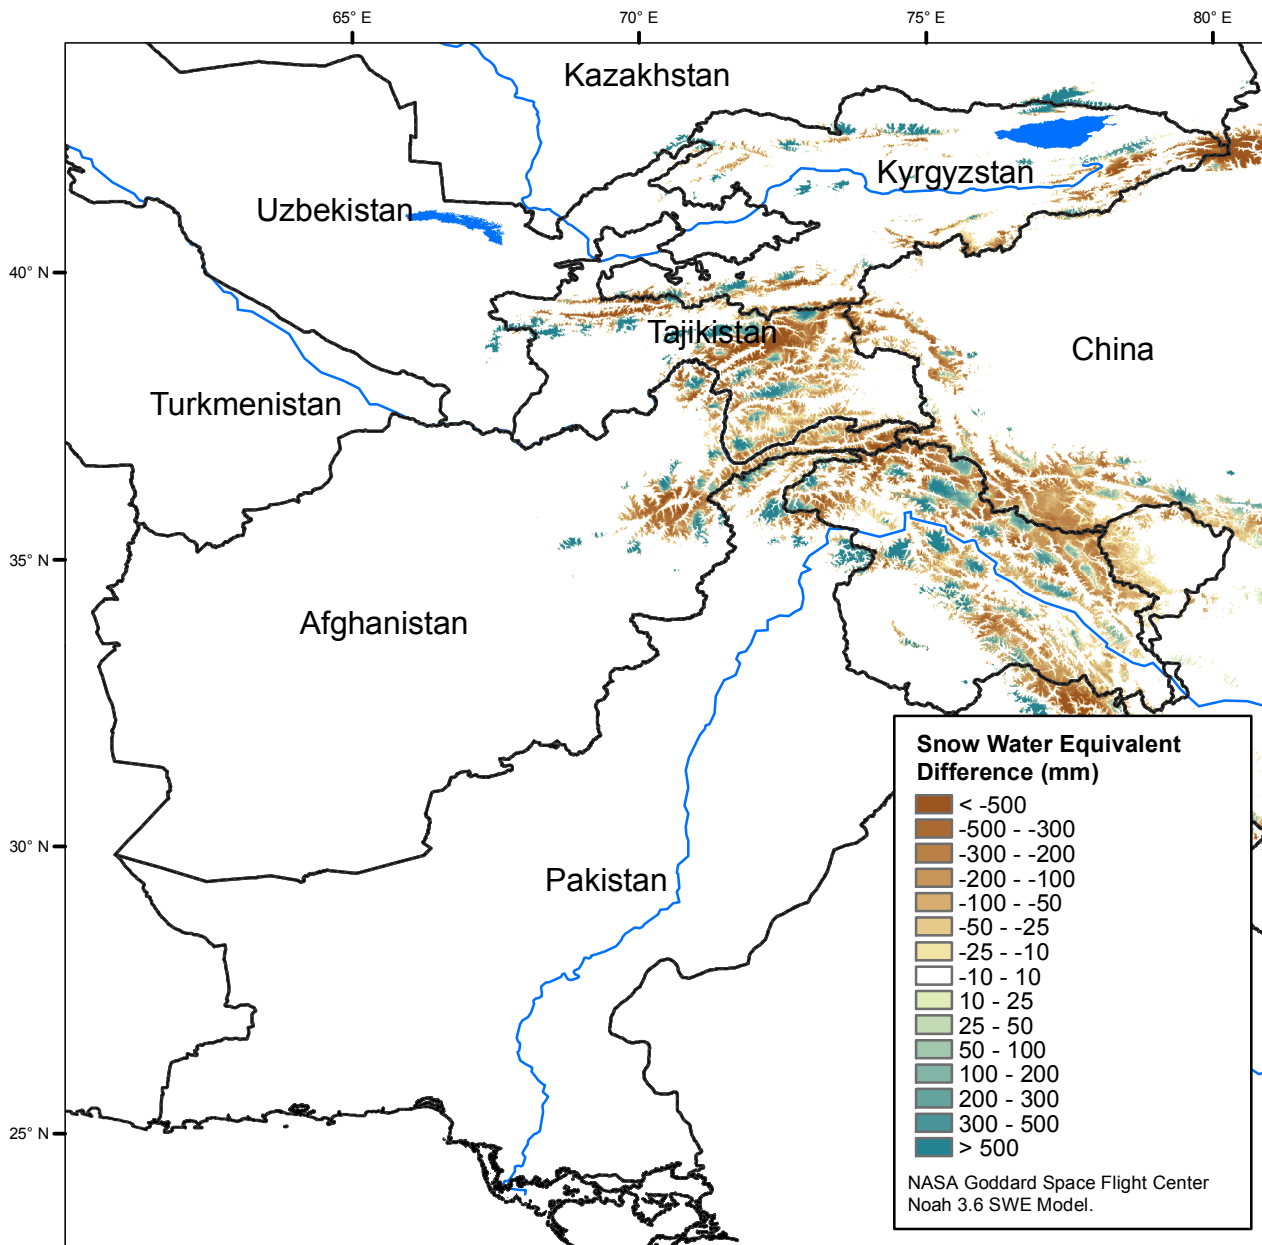 65° E
70° E
75° E
80° E
Kazakhstan
Kyrgyzstan
Uzbekistan
40° N
Tajikistan
China
Turkmenistan
35° N
Afghanistan
Snow Water Equivalent
Difference (mm)
< -500
-500 - -300
-300 - -200
-200 - -100
-100 - -50
-50 - -25
-25 - -10
-10 - 10
10 - 25
25 - 50
50 - 100
100 - 200
200 - 300
300 - 500
> 500
30° N
Pakistan
25° N
NASA Goddard Space Flight Center
Noah 3.6 SWE Model.